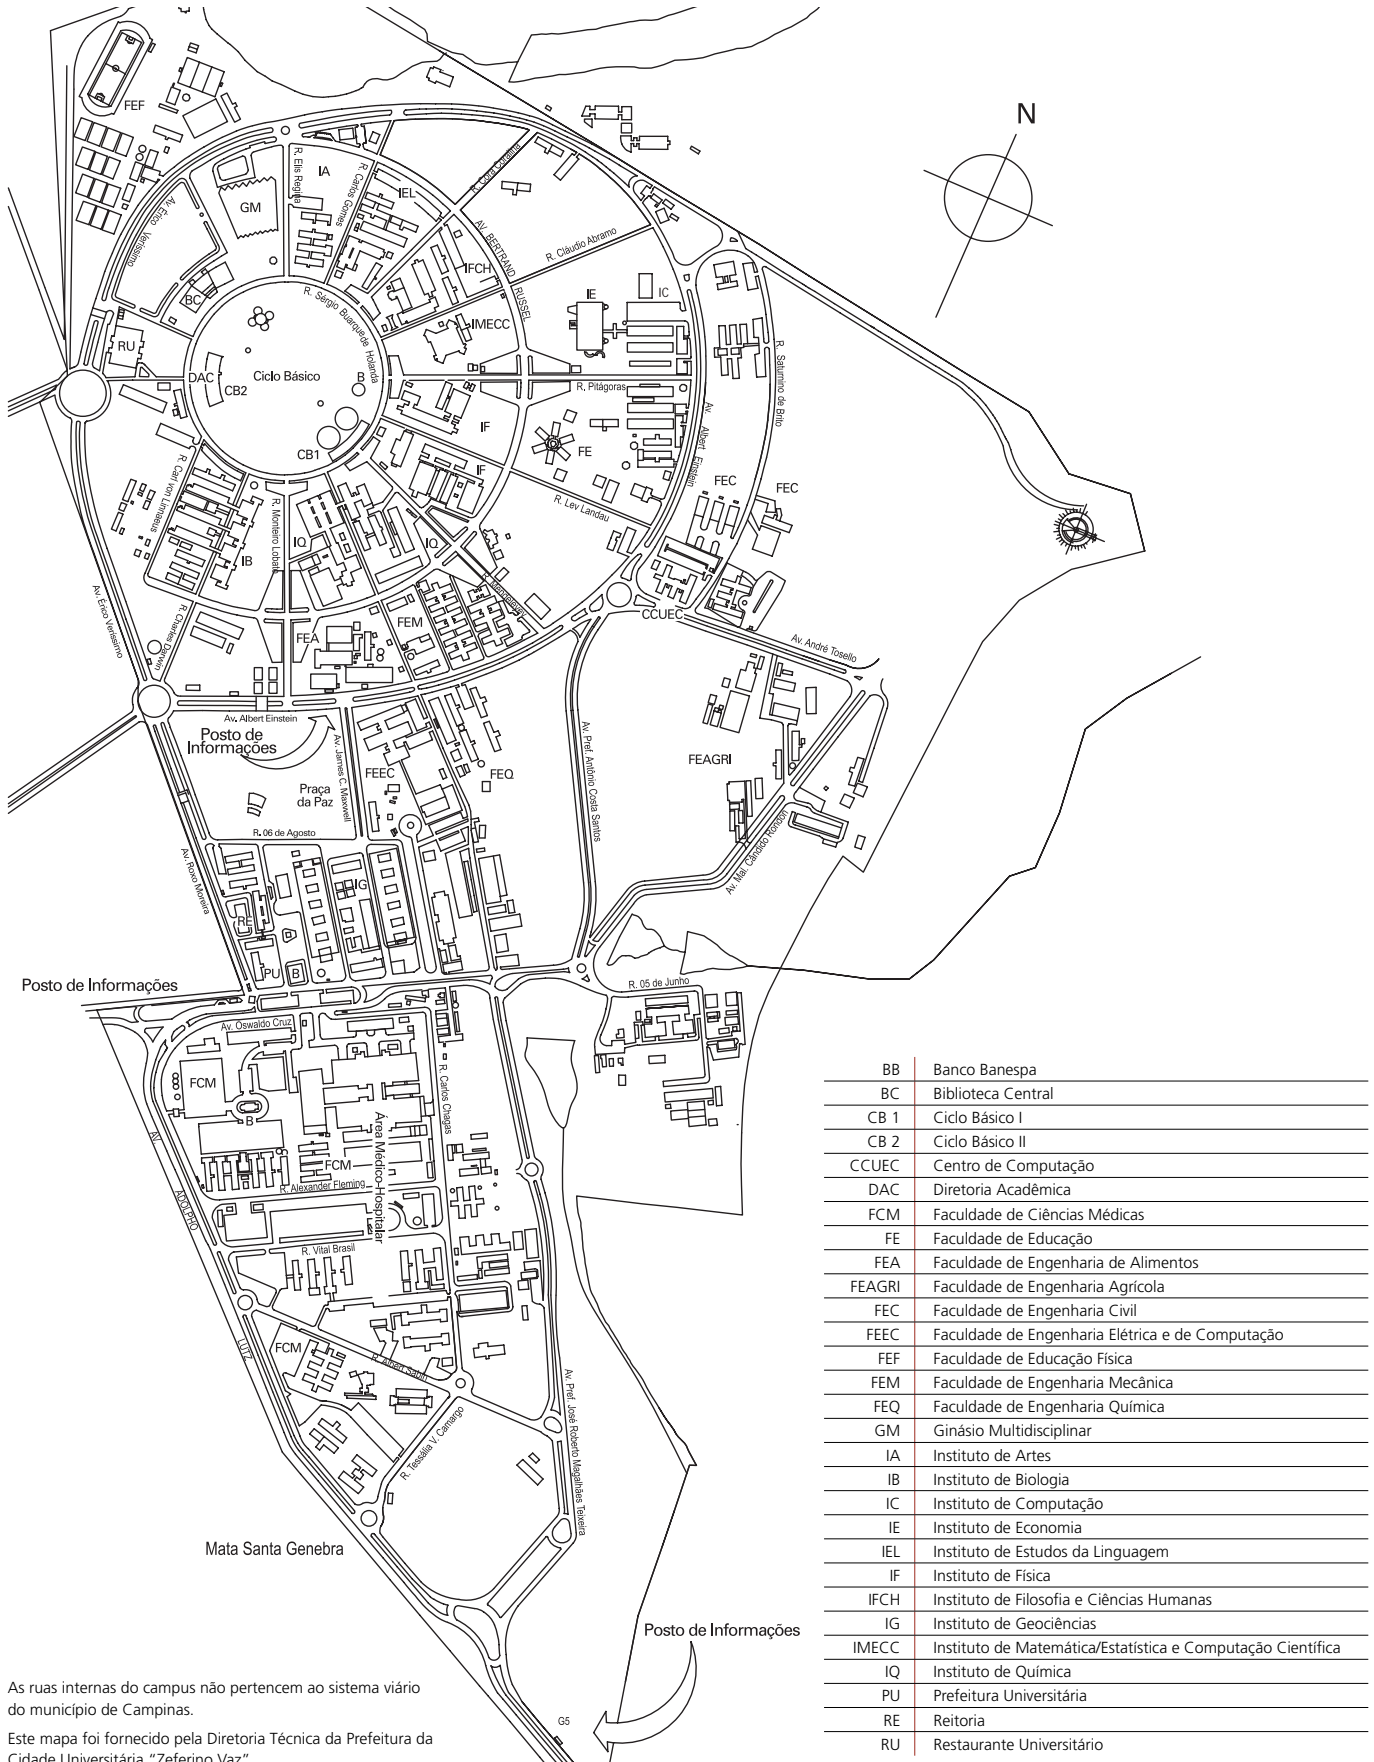 N
FEF
R. Elis Regina
IA
R. Carlos Gomes
IEL
R. Cora Coralina
GM
Av. Érico Veríssimo
AV. BERTRAND RUSSEL
R. Cláudio Abramo
IFCH
BC
R. Sérgio Buarque de Holanda
IE
IC
IMECC
RU
DAC
CB2
Ciclo Básico
B
R. Pitágoras
R. Saturnino de Brito
Av. Albert Einstein
IF
FE
CB1
IF
R. Carl von Linnaeus
FEC
FEC
R. Lev Landau
R. Monteiro Lobato
IQ
IQ
IB
R. Mendeleyev
Av. Érico Veríssimo
R. Charles Darwin
FEA
FEM
CCUEC
Av. André Tosello
Av. Albert Einstein
Posto de
Informações
Av. James C. Maxwell
Av. Pref. Antônio Costa Santos
FEAGRI
FEEC
FEQ
Praça
da Paz
R. 06 de Agosto
Av. Roxo Moreira
Av. Mal. Cândido Rondon
IG
RE
PU
B
Posto de Informações
R. 05 de Junho
Av. Oswaldo Cruz
FCM
R. Carlos Chagas
B
Área Médico-Hospitalar
FCM
R. Alexander Fleming
AV. ADOLPHO LUTZ
R. Vital Brasil
FCM
R. Albert Sabin
Av. Pref. José Roberto Magalhães Teixeira
R. Tessália V. Camargo
Mata Santa Genebra
Posto de Informações
G5
BB Banco Banespa
BC Biblioteca Central
CB 1 Ciclo Básico I
CB 2 Ciclo Básico II
CCUEC Centro de Computação
DAC Diretoria Acadêmica
FCM Faculdade de Ciências Médicas
FE Faculdade de Educação
FEA Faculdade de Engenharia de Alimentos
FEAGRI Faculdade de Engenharia Agrícola
FEC Faculdade de Engenharia Civil
FEEC Faculdade de Engenharia Elétrica e de Computação
FEF Faculdade de Educação Física
FEM Faculdade de Engenharia Mecânica
FEQ Faculdade de Engenharia Química
GM Ginásio Multidisciplinar
IA Instituto de Artes
IB Instituto de Biologia
IC Instituto de Computação
IE Instituto de Economia
IEL Instituto de Estudos da Linguagem
IF Instituto de Física
IFCH Instituto de Filosofia e Ciências Humanas
IG Instituto de Geociências
IMECC Instituto de Matemática/Estatística e Computação Científica
IQ Instituto de Química
PU Prefeitura Universitária
RE Reitoria
RU Restaurante Universitário
As ruas internas do campus não pertencem ao sistema viário
do município de Campinas.
Este mapa foi fornecido pela Diretoria Técnica da Prefeitura da
Cidade Universitária “Zeferino Vaz”